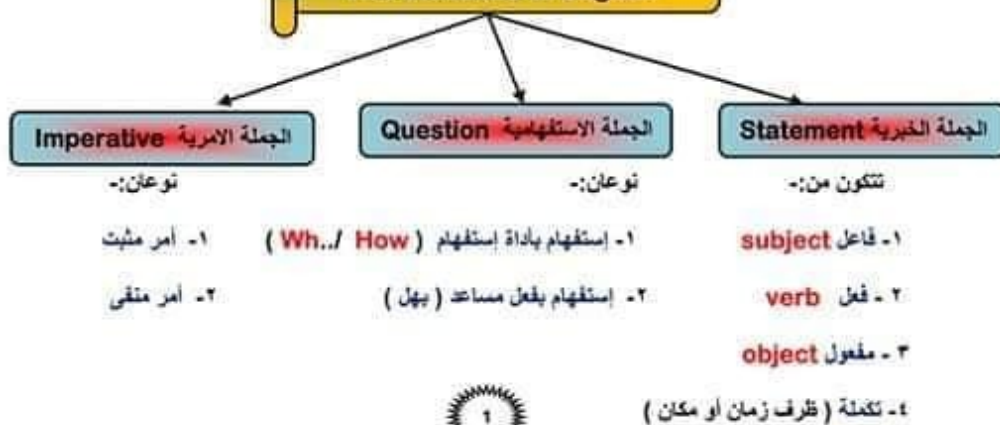 الجملة الخبرية Statement
الجملة الاستفهامية Question
الجملة الامرية Imperative
تتكون من:-
نوعان:-
نوعان:-
١- فاعل subject
١- إستفهام بأداة إستفهام ( Wh../ How )
١- أمر مثبت
٢ - فعل verb
٢- إستفهام بفعل مساعد ( بهل )
٢- أمر منفى
٣ - مفعول object
٤- تكملة ( ظرف زمان أو مكان )
١